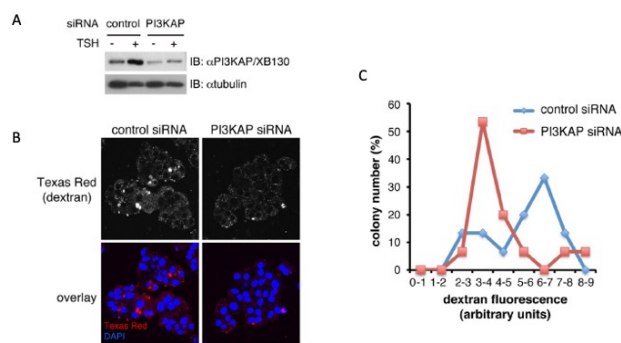 A
siRNA control PI3KAP
TSH - + - +
IB: αPI3KAP/XB130
IB: αtubulin
B
control siRNA PI3KAP siRNA
Texas Red
(dextran)
overlay
Texas Red
DAPI
C
control siRNA
PI3KAP siRNA
colony number (%)
60
50
40
30
20
10
0
0-1 1-2 2-3 3-4 4-5 5-6 6-7 7-8 8-9
dextran fluorescence
(arbitrary units)